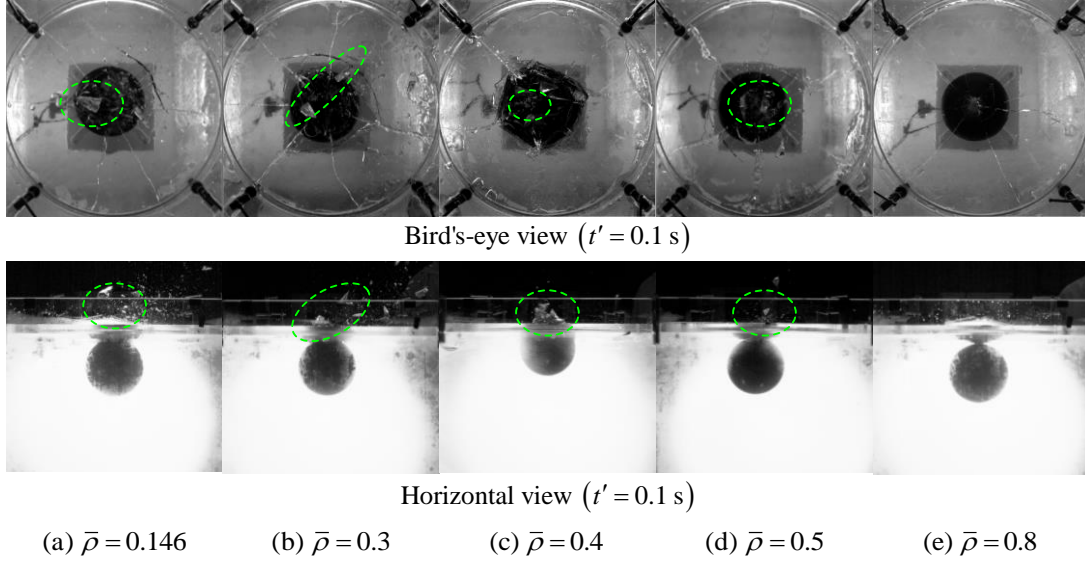 Bird's-eye view (t′ = 0.1 s)
Horizontal view (t′ = 0.1 s)
(a) ρ̄ = 0.146 (b) ρ̄ = 0.3 (c) ρ̄ = 0.4 (d) ρ̄ = 0.5 (e) ρ̄ = 0.8